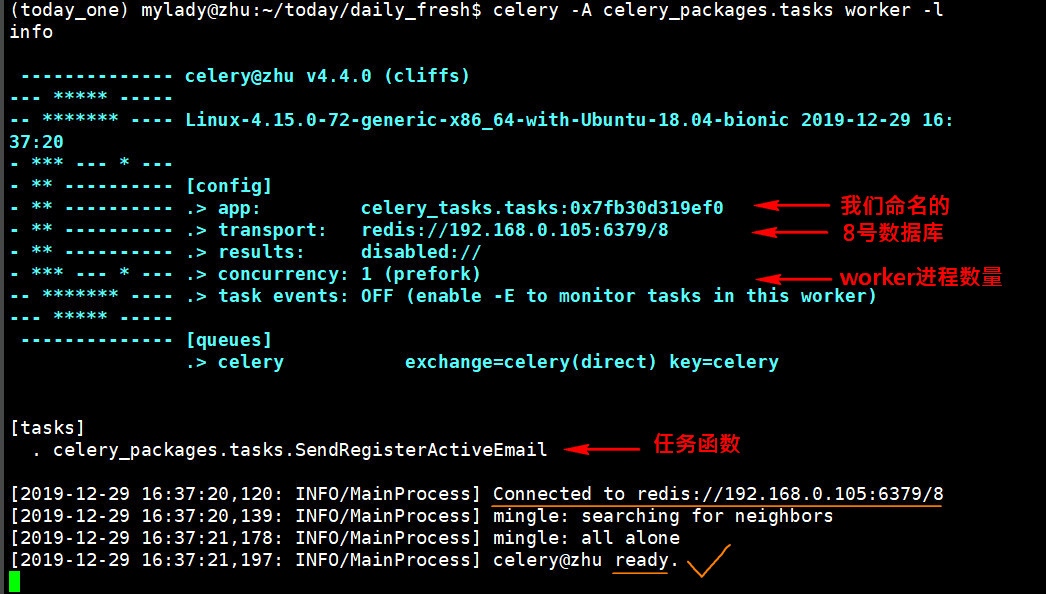 (today_one) mylady@zhu:~/today/daily_fresh$ celery -A celery_packages.tasks worker -l
info
 -------------- celery@zhu v4.4.0 (cliffs)
--- ***** -----
-- ******* ---- Linux-4.15.0-72-generic-x86_64-with-Ubuntu-18.04-bionic 2019-12-29 16:
37:20
- *** --- * ---
- ** ---------- [config]
- ** ---------- .> app:         celery_tasks.tasks:0x7fb30d319ef0 我们命名的
- ** ---------- .> transport:   redis://192.168.0.105:6379/8 8号数据库
- ** ---------- .> results:     disabled://
- *** --- * --- .> concurrency: 1 (prefork) worker进程数量
-- ******* ---- .> task events: OFF (enable -E to monitor tasks in this worker)
--- ***** -----
 -------------- [queues]
                .> celery           exchange=celery(direct) key=celery
[tasks]
  . celery_packages.tasks.SendRegisterActiveEmail 任务函数
[2019-12-29 16:37:20,120: INFO/MainProcess] Connected to redis://192.168.0.105:6379/8
[2019-12-29 16:37:20,139: INFO/MainProcess] mingle: searching for neighbors
[2019-12-29 16:37:21,178: INFO/MainProcess] mingle: all alone
[2019-12-29 16:37:21,197: INFO/MainProcess] celery@zhu ready.